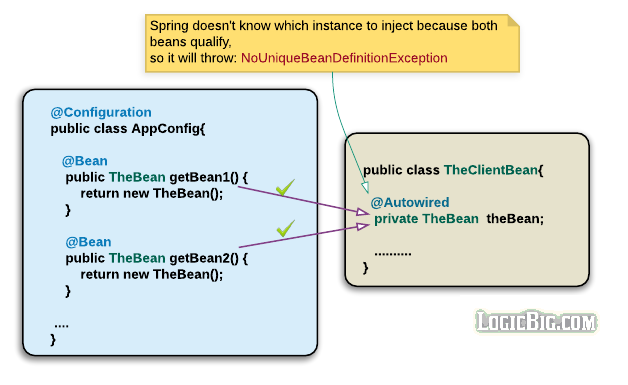 Spring doesn't know which instance to inject because both
beans qualify,
so it will throw: NoUniqueBeanDefinitionException
@Configuration
public class AppConfig{
@Bean
public TheBean getBean1() {
return new TheBean();
}
@Bean
public TheBean getBean2() {
return new TheBean();
}
....
}
public class TheClientBean{
@Autowired
private TheBean theBean;
..........
}
LogicBig.com